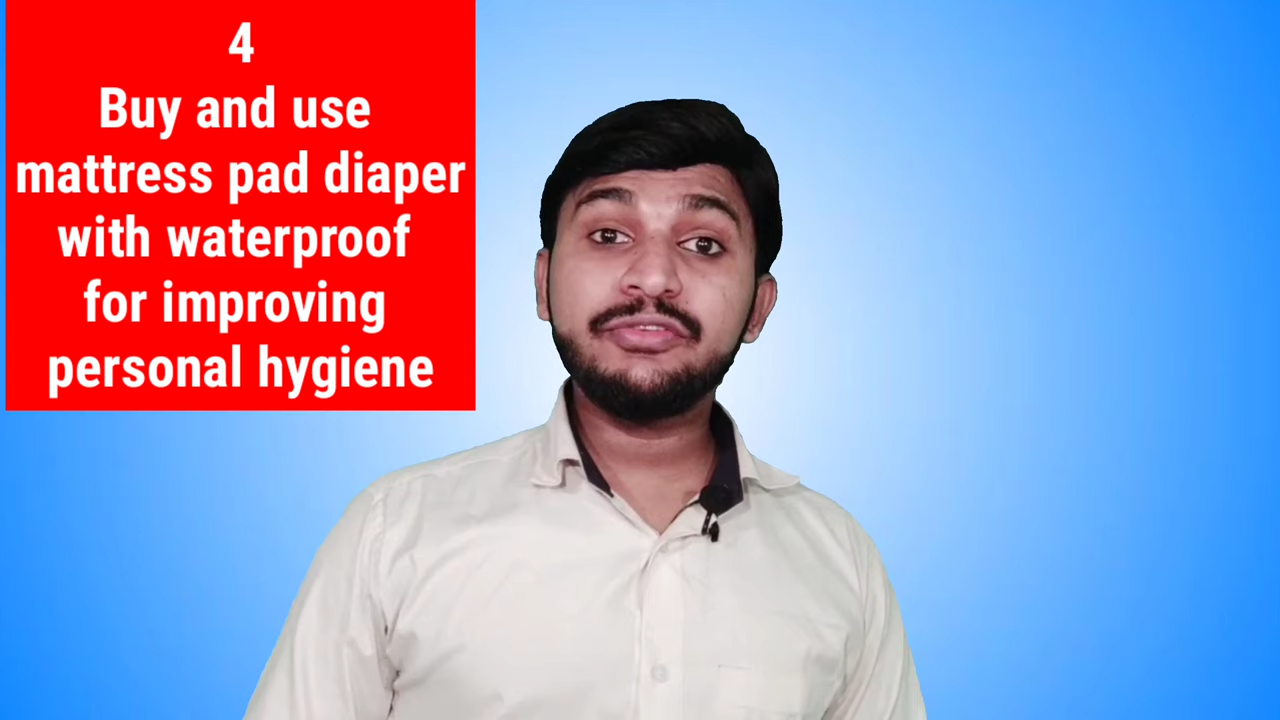 4
Buy and use
mattress pad diaper
with waterproof
for improving
personal hygiene